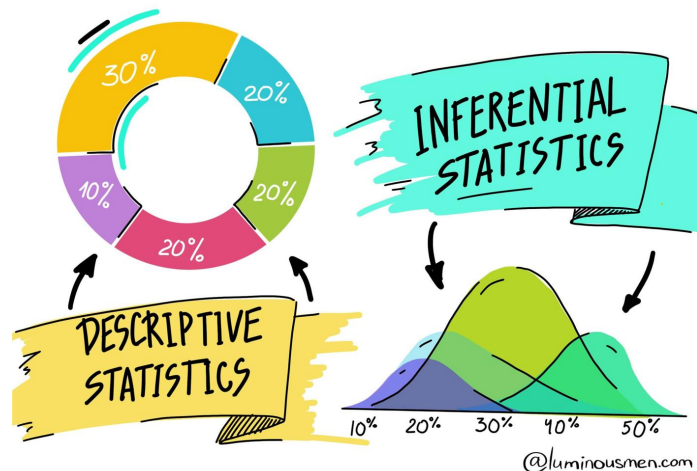 30%
20%
20%
20%
10%
DESCRIPTIVE
STATISTICS
INFERENTIAL
STATISTICS
10% 20% 30% 40% 50%
@luminousmen.com